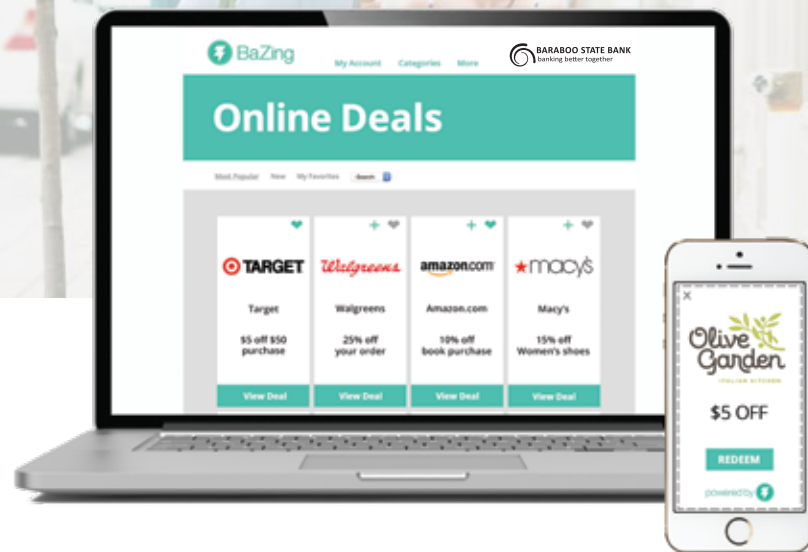 BaZing
My Account Categories More
BARABOO STATE BANK
banking better together
Online Deals
Most Popular New My Favorites Search
TARGET Walgreens amazon.com macy's
Target Walgreens Amazon.com Macy's
$5 off $50 25% off 10% off 15% off
purchase your order book purchase Women's shoes
View Deal View Deal View Deal View Deal
X
Olive
Garden
ITALIAN KITCHEN
$5 OFF
REDEEM
powered by